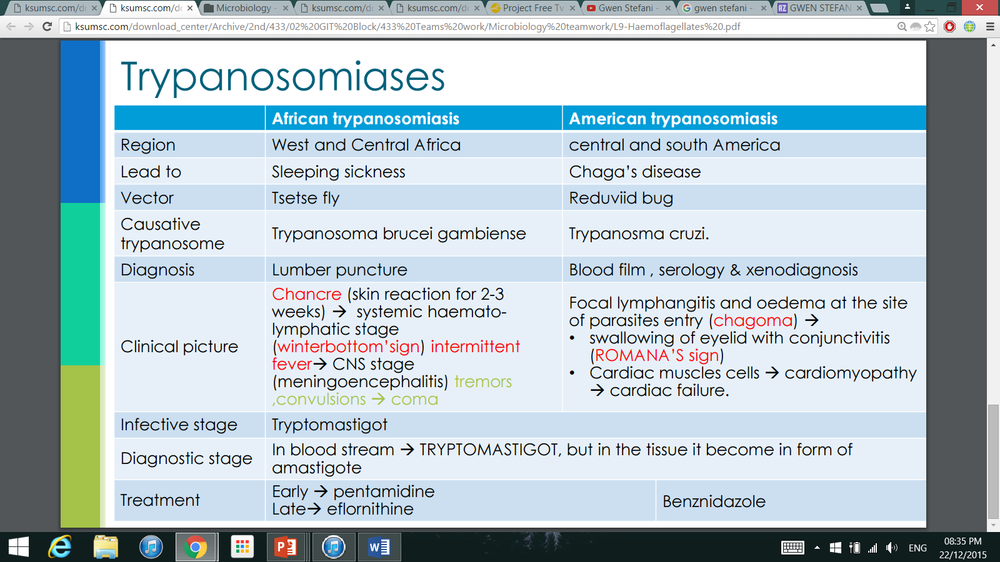 ksumsc.com/do
ksumsc.com/do
Microbiology -
ksumsc.com/do
ksumsc.com/do
Project Free Tv
Gwen Stefani -
gwen stefani -
AZ GWEN STEFAN
ksumsc.com/download_center/Archive/2nd/433/02%20GIT%20Block/433%20Teams%20work/Microbiology%20teamwork/L9-Haemoflagellates%20.pdf
Trypanosomiases
African trypanosomiasis American trypanosomiasis
Region West and Central Africa central and south America
Lead to Sleeping sickness Chaga’s disease
Vector Tsetse fly Reduviid bug
Causative
trypanosome
Trypanosoma brucei gambiense Trypanosma cruzi.
Diagnosis Lumber puncture Blood film , serology & xenodiagnosis
Clinical picture
Chancre (skin reaction for 2-3
weeks) → systemic haemato-
lymphatic stage
(winterbottom’sign) intermittent
fever→ CNS stage
(meningoencephalitis) tremors
,convulsions → coma
Focal lymphangitis and oedema at the site
of parasites entry (chagoma) →
• swallowing of eyelid with conjunctivitis
(ROMANA’S sign)
• Cardiac muscles cells → cardiomyopathy
→ cardiac failure.
Infective stage Tryptomastigot
Diagnostic stage
In blood stream → TRYPTOMASTIGOT, but in the tissue it become in form of
amastigote
Treatment
Early → pentamidine
Late→ eflornithine
Benznidazole
ENG
08:35 PM
22/12/2015